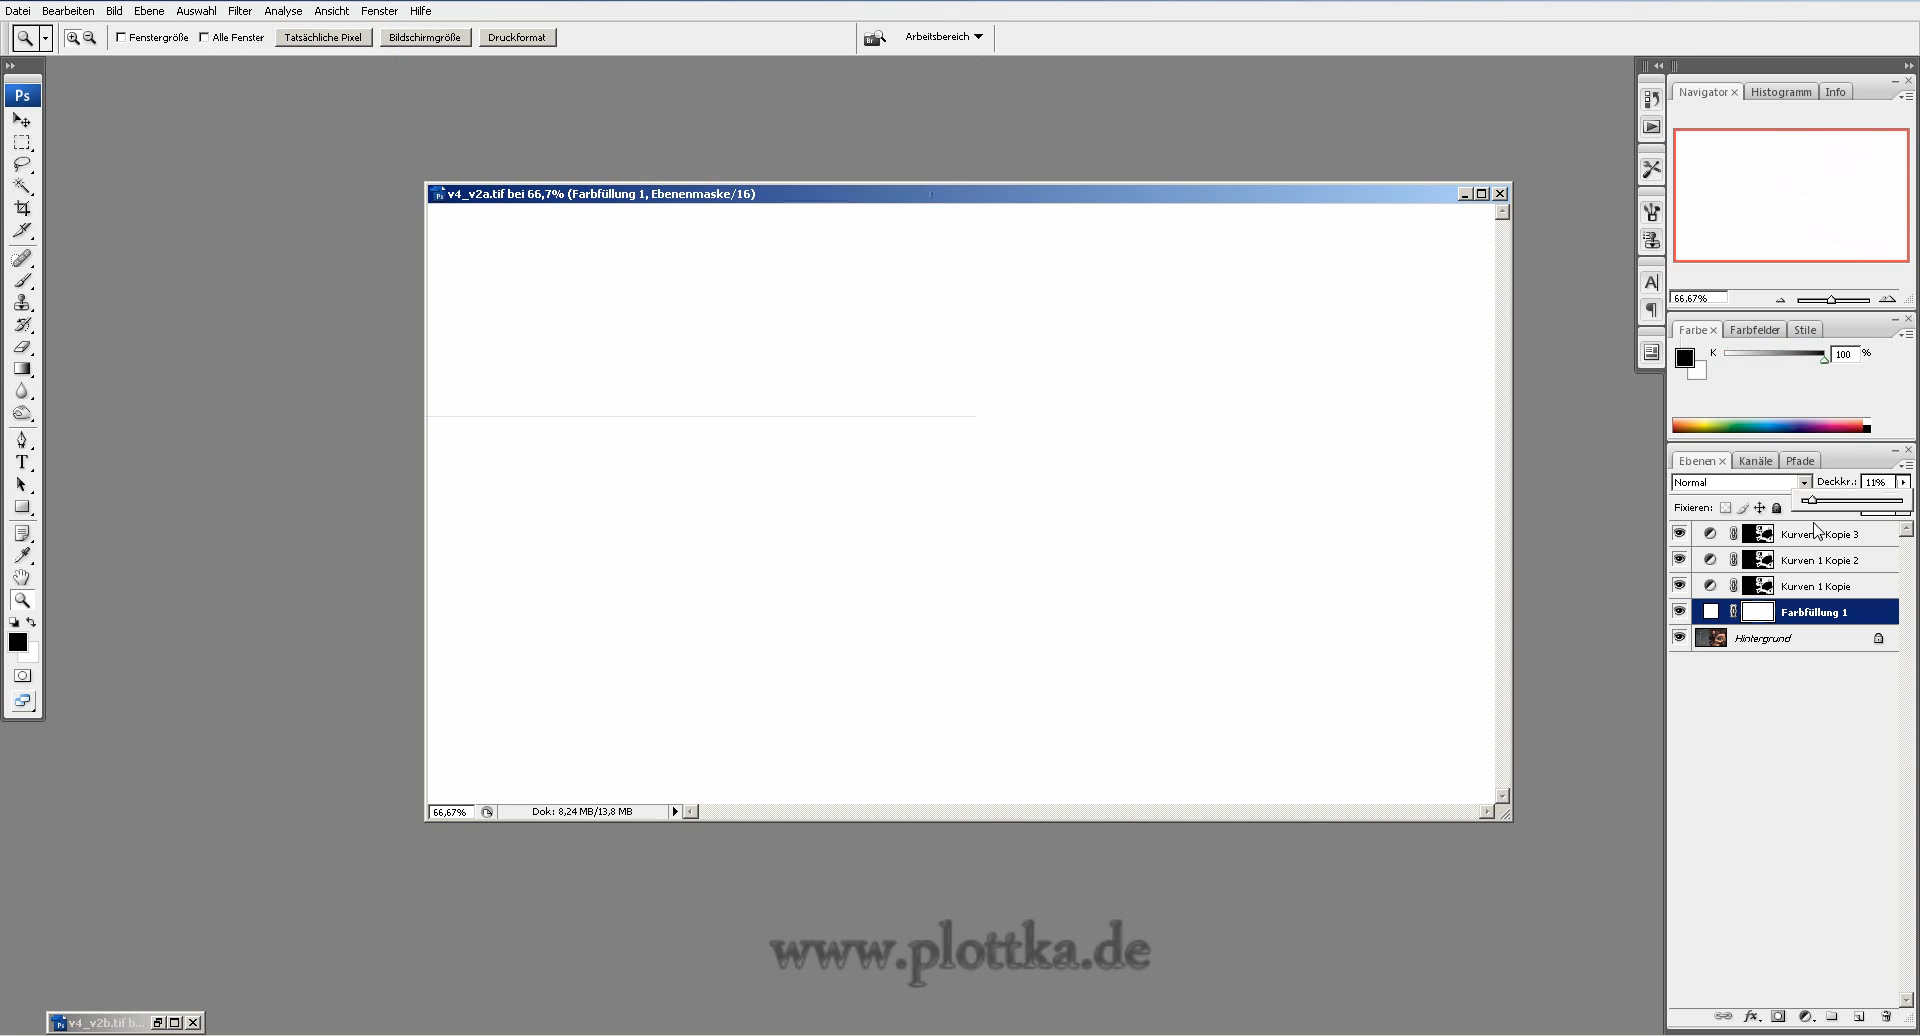 Datei Bearbeiten Bild Ebene Auswahl Filter Analyse Ansicht Fenster Hilfe
Fenstergröße Alle Fenster Tatsächliche Pixel Bildschirmgröße Druckformat Br Arbeitsbereich
Ps
Navigator Histogramm Info
v4_v2a.tif bei 66,7% (Farbfüllung 1, Ebenenmaske/16)
66.67%
Farbe Farbfelder Stile
K 100 %
Ebenen Kanäle Pfade
Normal Deckkr.: 11%
Fixieren:
Kurven Kopie 3
Kurven 1 Kopie 2
Kurven 1 Kopie
Farbfüllung 1
Hintergrund
66,67% Dok: 8,24 MB/13,8 MB
www.plottka.de
v4_v2b.tif b...